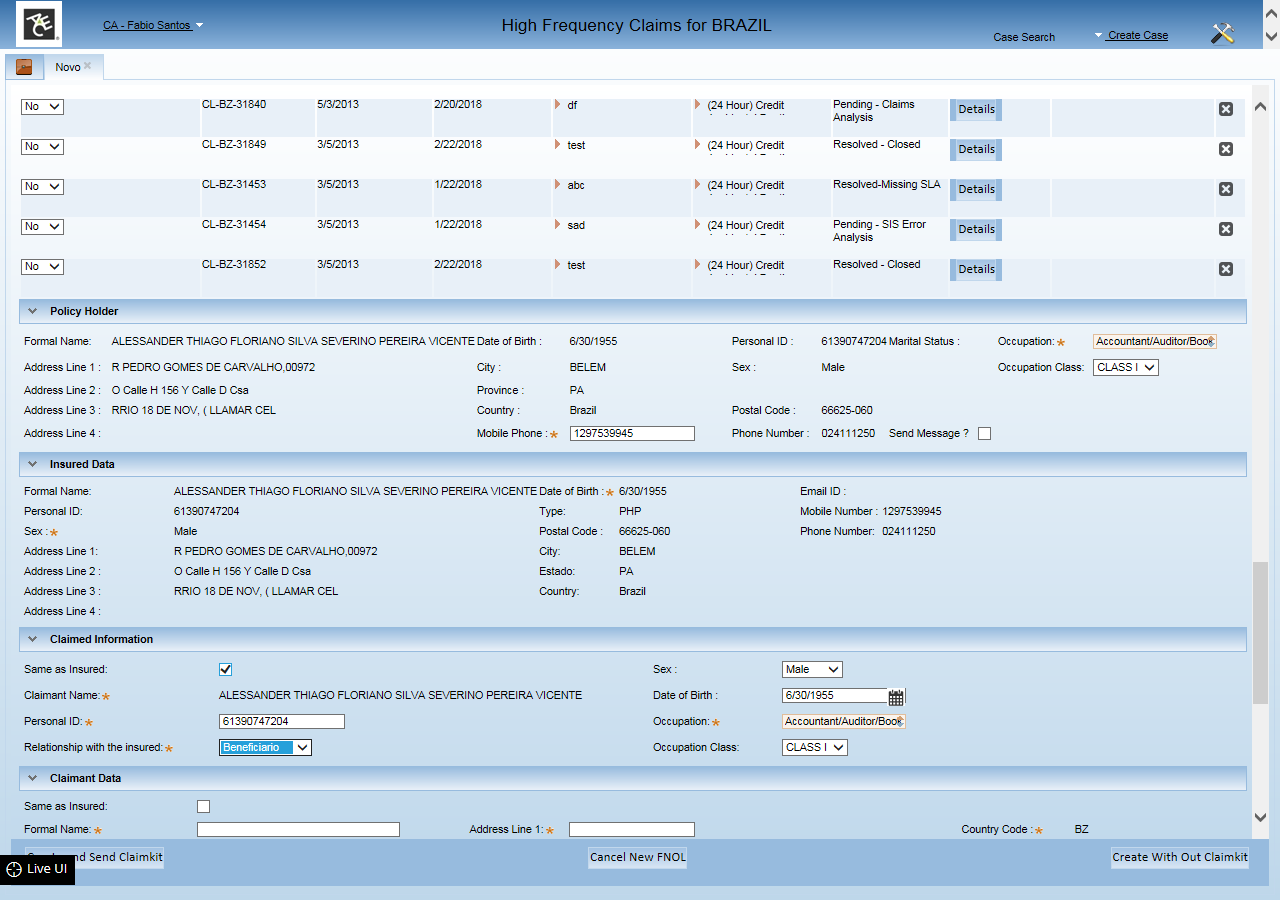 ACE
CA - Fabio Santos
High Frequency Claims for BRAZIL
Case Search
Create Case
Novo
No CL-BZ-31840 5/3/2013 2/20/2018 df (24 Hour) Credit Pending - Claims Analysis Details
No CL-BZ-31849 3/5/2013 2/22/2018 test (24 Hour) Credit Resolved - Closed Details
No CL-BZ-31453 3/5/2013 1/22/2018 abc (24 Hour) Credit Resolved-Missing SLA Details
No CL-BZ-31454 3/5/2013 1/22/2018 sad (24 Hour) Credit Pending - SIS Error Analysis Details
No CL-BZ-31852 3/5/2013 2/22/2018 test (24 Hour) Credit Resolved - Closed Details
Policy Holder
Formal Name: ALESSANDER THIAGO FLORIANO SILVA SEVERINO PEREIRA VICENTE Date of Birth : 6/30/1955 Personal ID : 61390747204 Marital Status : Occupation: * Accountant/Auditor/Book
Address Line 1 : R PEDRO GOMES DE CARVALHO,00972 City : BELEM Sex : Male Occupation Class: CLASS I
Address Line 2 : O Calle H 156 Y Calle D Csa Province : PA
Address Line 3 : RRIO 18 DE NOV, ( LLAMAR CEL Country : Brazil Postal Code : 66625-060
Address Line 4 : Mobile Phone : * 1297539945 Phone Number : 024111250 Send Message ?
Insured Data
Formal Name: ALESSANDER THIAGO FLORIANO SILVA SEVERINO PEREIRA VICENTE Date of Birth : * 6/30/1955 Email ID :
Personal ID: 61390747204 Type: PHP Mobile Number : 1297539945
Sex : * Male Postal Code : 66625-060 Phone Number: 024111250
Address Line 1: R PEDRO GOMES DE CARVALHO,00972 City: BELEM
Address Line 2 : O Calle H 156 Y Calle D Csa Estado: PA
Address Line 3 : RRIO 18 DE NOV, ( LLAMAR CEL Country: Brazil
Address Line 4 :
Claimed Information
Same as Insured: Sex : Male
Claimant Name: * ALESSANDER THIAGO FLORIANO SILVA SEVERINO PEREIRA VICENTE Date of Birth : 6/30/1955
Personal ID: * 61390747204 Occupation: * Accountant/Auditor/Book
Relationship with the insured: * Beneficiario Occupation Class: CLASS I
Claimant Data
Same as Insured:
Formal Name: * Address Line 1: * Country Code : * BZ
nd Send Claimkit Cancel New FNOL Create With Out Claimkit
Live UI